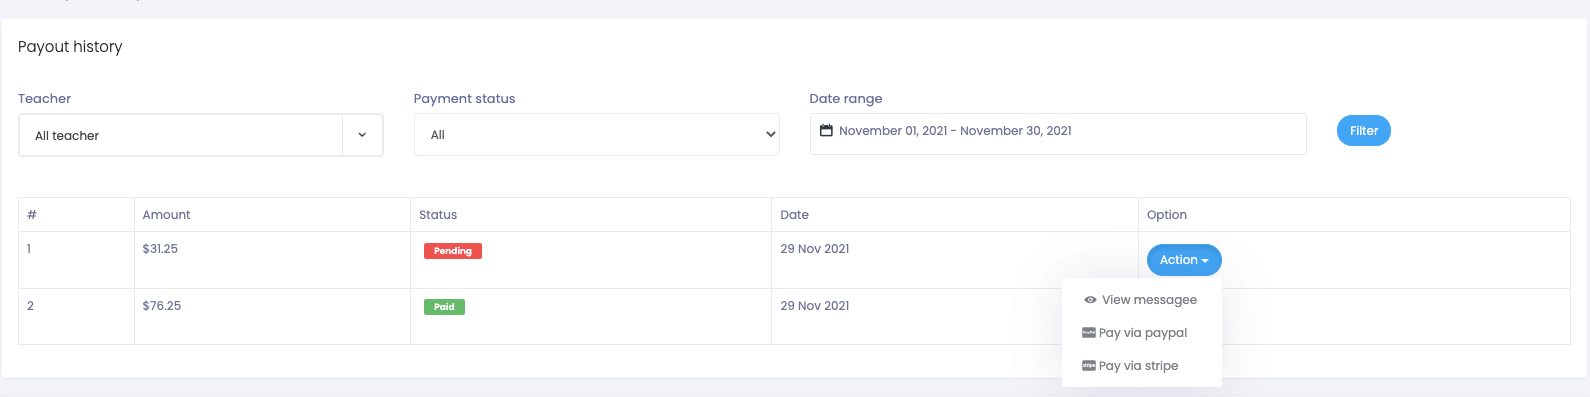 Payout history
Teacher
Payment status
Date range
All teacher
All
November 01, 2021 - November 30, 2021
Filter
# Amount Status Date Option
1 $31.25 Pending 29 Nov 2021 Action
View messagee
2 $76.25 Paid 29 Nov 2021
PayPal Pay via paypal
stripe Pay via stripe